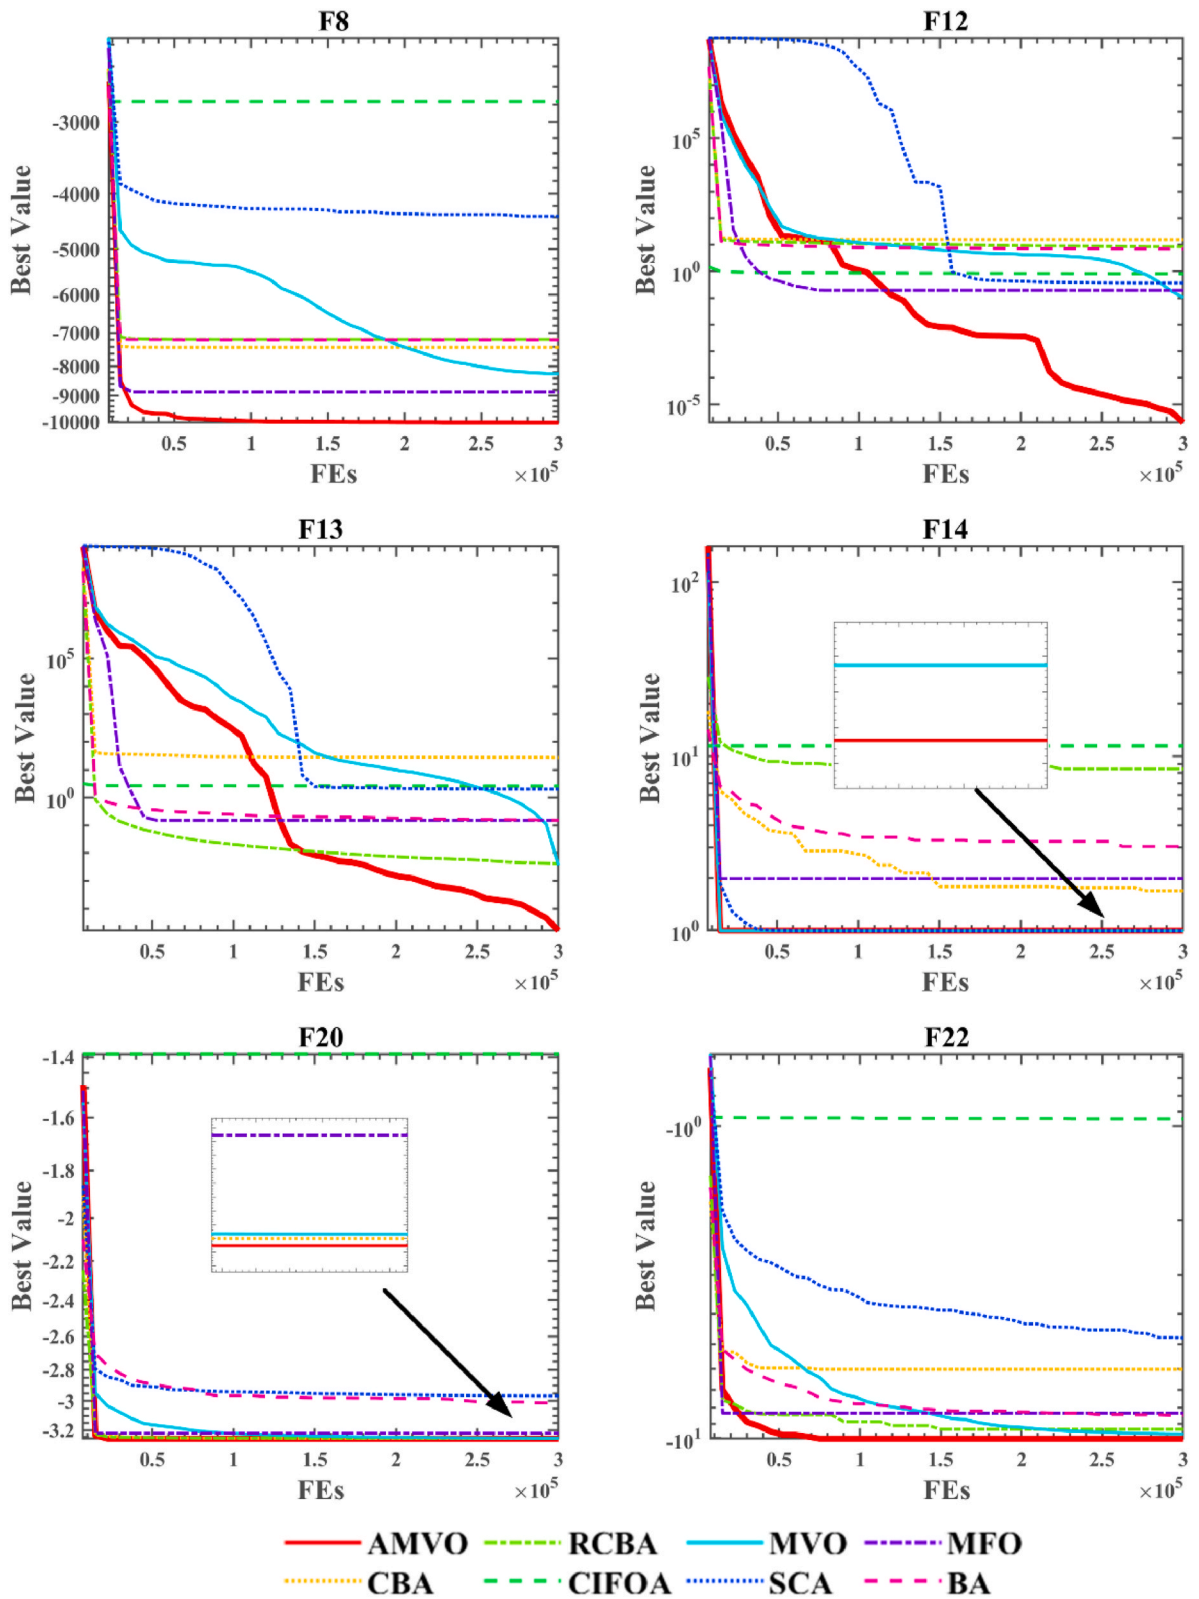 F8
Best Value
-3000
-4000
-5000
-6000
-7000
-8000
-9000
-10000
0.5 1 1.5 2 2.5 3
FEs ×10^5
F12
Best Value
10^5
10^0
10^-5
0.5 1 1.5 2 2.5 3
FEs ×10^5
F13
Best Value
10^5
10^0
0.5 1 1.5 2 2.5 3
FEs ×10^5
F14
Best Value
10^2
10^1
10^0
0.5 1 1.5 2 2.5 3
FEs ×10^5
F20
Best Value
-1.4
-1.6
-1.8
-2
-2.2
-2.4
-2.6
-2.8
-3
-3.2
0.5 1 1.5 2 2.5 3
FEs ×10^5
F22
Best Value
-10^0
-10^1
0.5 1 1.5 2 2.5 3
FEs ×10^5
AMVO RCBA MVO MFO
CBA CIFOA SCA BA